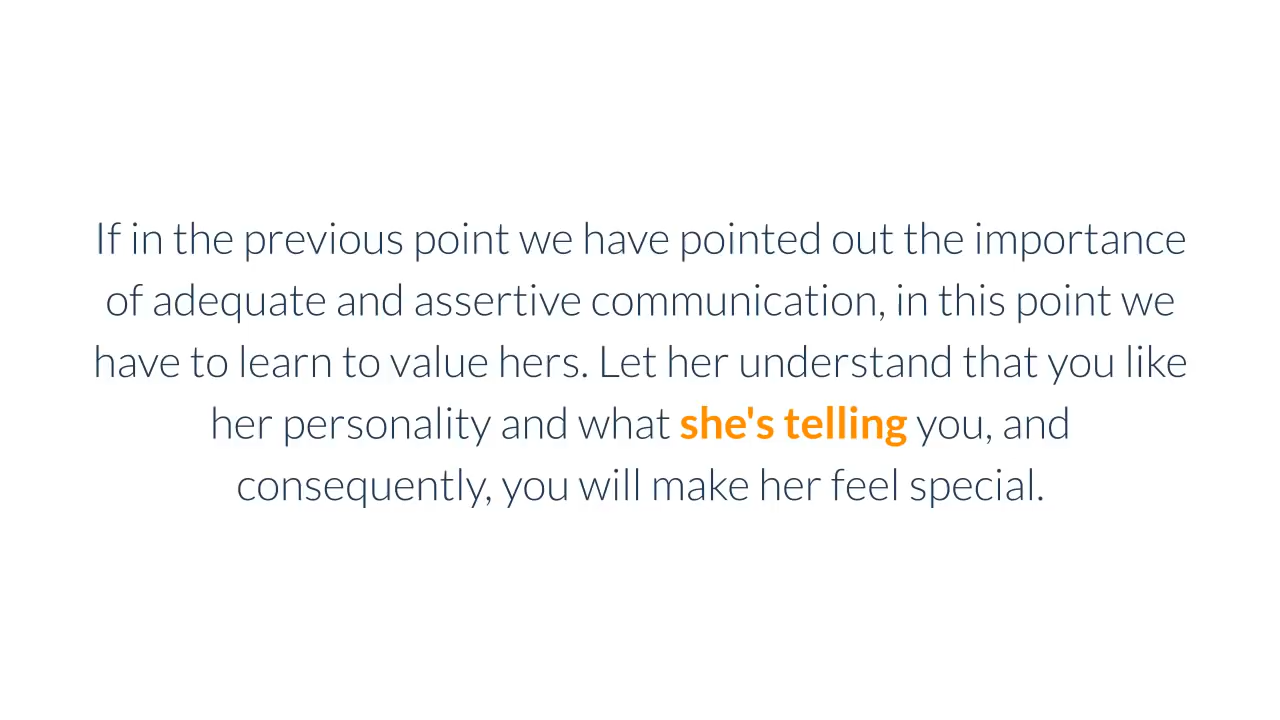 If in the previous point we have pointed out the importance
of adequate and assertive communication, in this point we
have to learn to value hers. Let her understand that you like
her personality and what she's telling you, and
consequently, you will make her feel special.